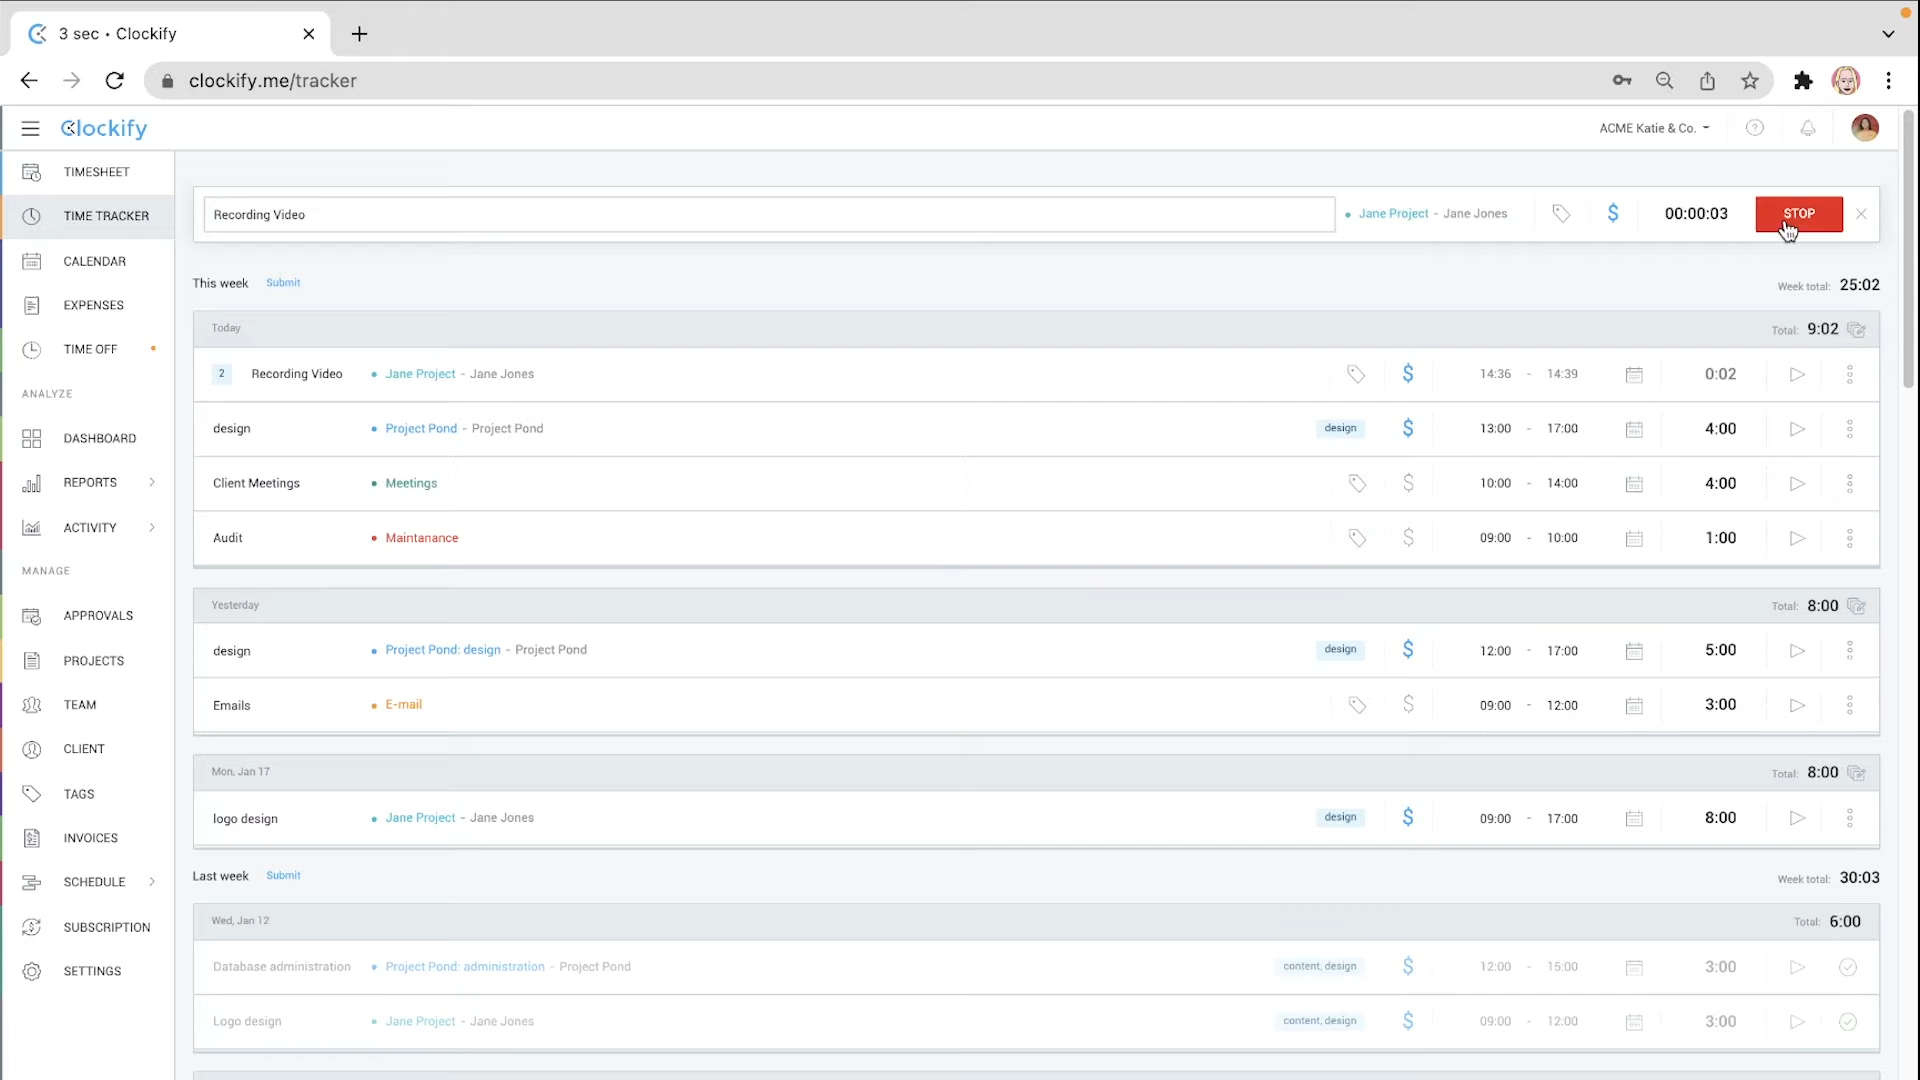 3 sec • Clockify
clockify.me/tracker
Clockify
ACME Katie & Co.
TIMESHEET
TIME TRACKER
CALENDAR
EXPENSES
TIME OFF
ANALYZE
DASHBOARD
REPORTS
ACTIVITY
MANAGE
APPROVALS
PROJECTS
TEAM
CLIENT
TAGS
INVOICES
SCHEDULE
SUBSCRIPTION
SETTINGS
Recording Video • Jane Project - Jane Jones $ 00:00:03 STOP
This week Submit Week total: 25:02
Today Total: 9:02
2 Recording Video • Jane Project - Jane Jones $ 14:36 - 14:39 0:02
design • Project Pond - Project Pond design $ 13:00 - 17:00 4:00
Client Meetings • Meetings $ 10:00 - 14:00 4:00
Audit • Maintanance $ 09:00 - 10:00 1:00
Yesterday Total: 8:00
design • Project Pond: design - Project Pond design $ 12:00 - 17:00 5:00
Emails • E-mail $ 09:00 - 12:00 3:00
Mon, Jan 17 Total: 8:00
logo design • Jane Project - Jane Jones design $ 09:00 - 17:00 8:00
Last week Submit Week total: 30:03
Wed, Jan 12 Total: 6:00
Database administration • Project Pond: administration - Project Pond content, design $ 12:00 - 15:00 3:00
Logo design • Jane Project - Jane Jones content, design $ 09:00 - 12:00 3:00